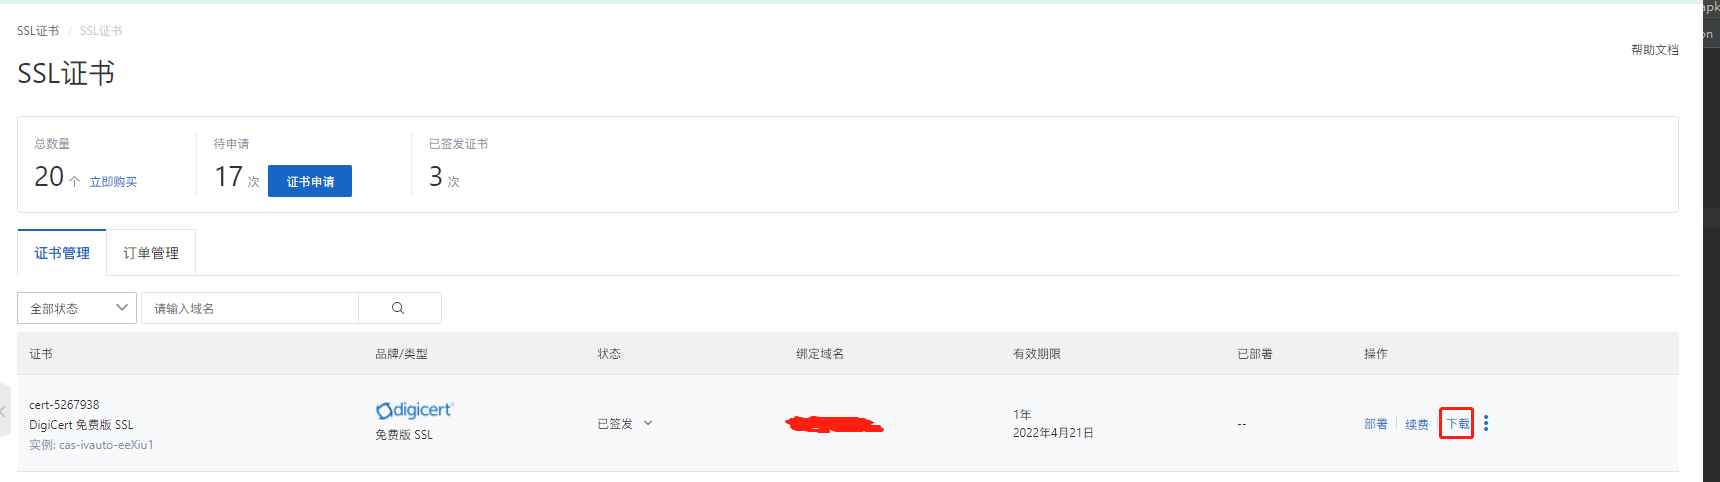 apk
on
SSL证书 / SSL证书
帮助文档
SSL证书
总数量
待申请
已签发证书
20 个 立即购买
17 次 证书申请
3 次
证书管理 订单管理
全部状态 请输入域名
证书 品牌/类型 状态 绑定域名 有效期限 已部署 操作
cert-5267938
DigiCert 免费版 SSL
实例: cas-ivauto-eeXiu1
digicert
免费版 SSL
已签发
1年
2022年4月21日
--
部署 续费 下载